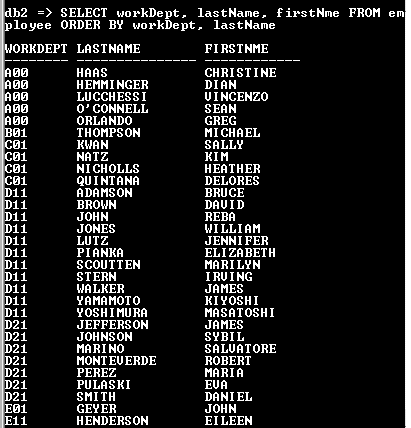 db2 => SELECT workDept, lastName, firstNme FROM em
ployee ORDER BY workDept, lastName
WORKDEPT LASTNAME        FIRSTNME
-------- --------------- ------------
A00      HAAS            CHRISTINE
A00      HEMMINGER       DIAN
A00      LUCCHESSI       VINCENZO
A00      O'CONNELL       SEAN
A00      ORLANDO         GREG
B01      THOMPSON        MICHAEL
C01      KWAN            SALLY
C01      NATZ            KIM
C01      NICHOLLS        HEATHER
C01      QUINTANA        DELORES
D11      ADAMSON         BRUCE
D11      BROWN           DAVID
D11      JOHN            REBA
D11      JONES           WILLIAM
D11      LUTZ            JENNIFER
D11      PIANKA          ELIZABETH
D11      SCOUTTEN        MARILYN
D11      STERN           IRVING
D11      WALKER          JAMES
D11      YAMAMOTO        KIYOSHI
D11      YOSHIMURA       MASATOSHI
D21      JEFFERSON       JAMES
D21      JOHNSON         SYBIL
D21      MARINO          SALVATORE
D21      MONTEVERDE      ROBERT
D21      PEREZ           MARIA
D21      PULASKI         EVA
D21      SMITH           DANIEL
E01      GEYER           JOHN
E11      HENDERSON       EILEEN